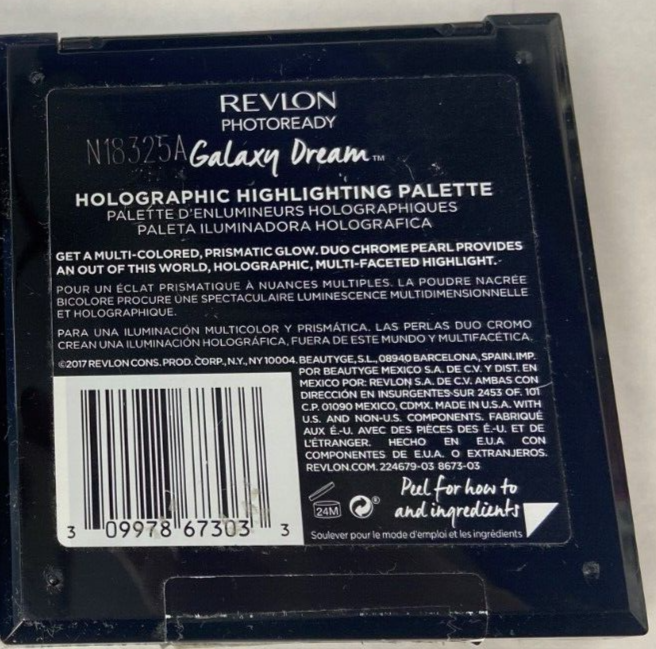 REVLON
PHOTOREADY
N18325A Galaxy Dream™
HOLOGRAPHIC HIGHLIGHTING PALETTE
PALETTE D'ENLUMINEURS HOLOGRAPHIQUES
PALETA ILUMINADORA HOLOGRAFICA
GET A MULTI-COLORED, PRISMATIC GLOW. DUO CHROME PEARL PROVIDES
AN OUT OF THIS WORLD, HOLOGRAPHIC, MULTI-FACETED HIGHLIGHT.
POUR UN ÉCLAT PRISMATIQUE À NUANCES MULTIPLES. LA POUDRE NACRÉE
BICOLORE PROCURE UNE SPECTACULAIRE LUMINESCENCE MULTIDIMENSIONNELLE
ET HOLOGRAPHIQUE.
PARA UNA ILUMINACIÓN MULTICOLOR Y PRISMÁTICA. LAS PERLAS DUO CROMO
CREAN UNA ILUMINACIÓN HOLOGRÁFICA, FUERA DE ESTE MUNDO Y MULTIFACÉTICA.
©2017 REVLON CONS. PROD. CORP., N.Y., NY 10004. BEAUTYGE, S.L., 08940 BARCELONA, SPAIN. IMP.
POR BEAUTYGE MEXICO S.A. DE C.V. Y DIST. EN
MEXICO POR: REVLON S.A. DE C.V. AMBAS CON
DIRECCIÓN EN INSURGENTES SUR 2453 OF. 101
C.P. 01090 MEXICO, CDMX. MADE IN U.S.A. WITH
U.S. AND NON-U.S. COMPONENTS. FABRIQUÉ
AUX É.-U. AVEC DES PIÈCES DES É.-U. ET DE
L'ÉTRANGER. HECHO EN E.U.A CON
COMPONENTES DE E.U.A. O EXTRANJEROS.
REVLON.COM. 224679-03 8673-03
3 09978 67303 3
24M
Peel for how to
and ingredients
Soulever pour le mode d'emploi et les ingrédients